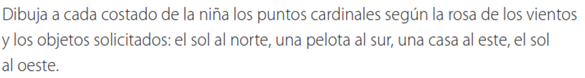 Dibuja a cada costado de la niña los puntos cardinales según la rosa de los vientos
y los objetos solicitados: el sol al norte, una pelota al sur, una casa al este, el sol
al oeste.